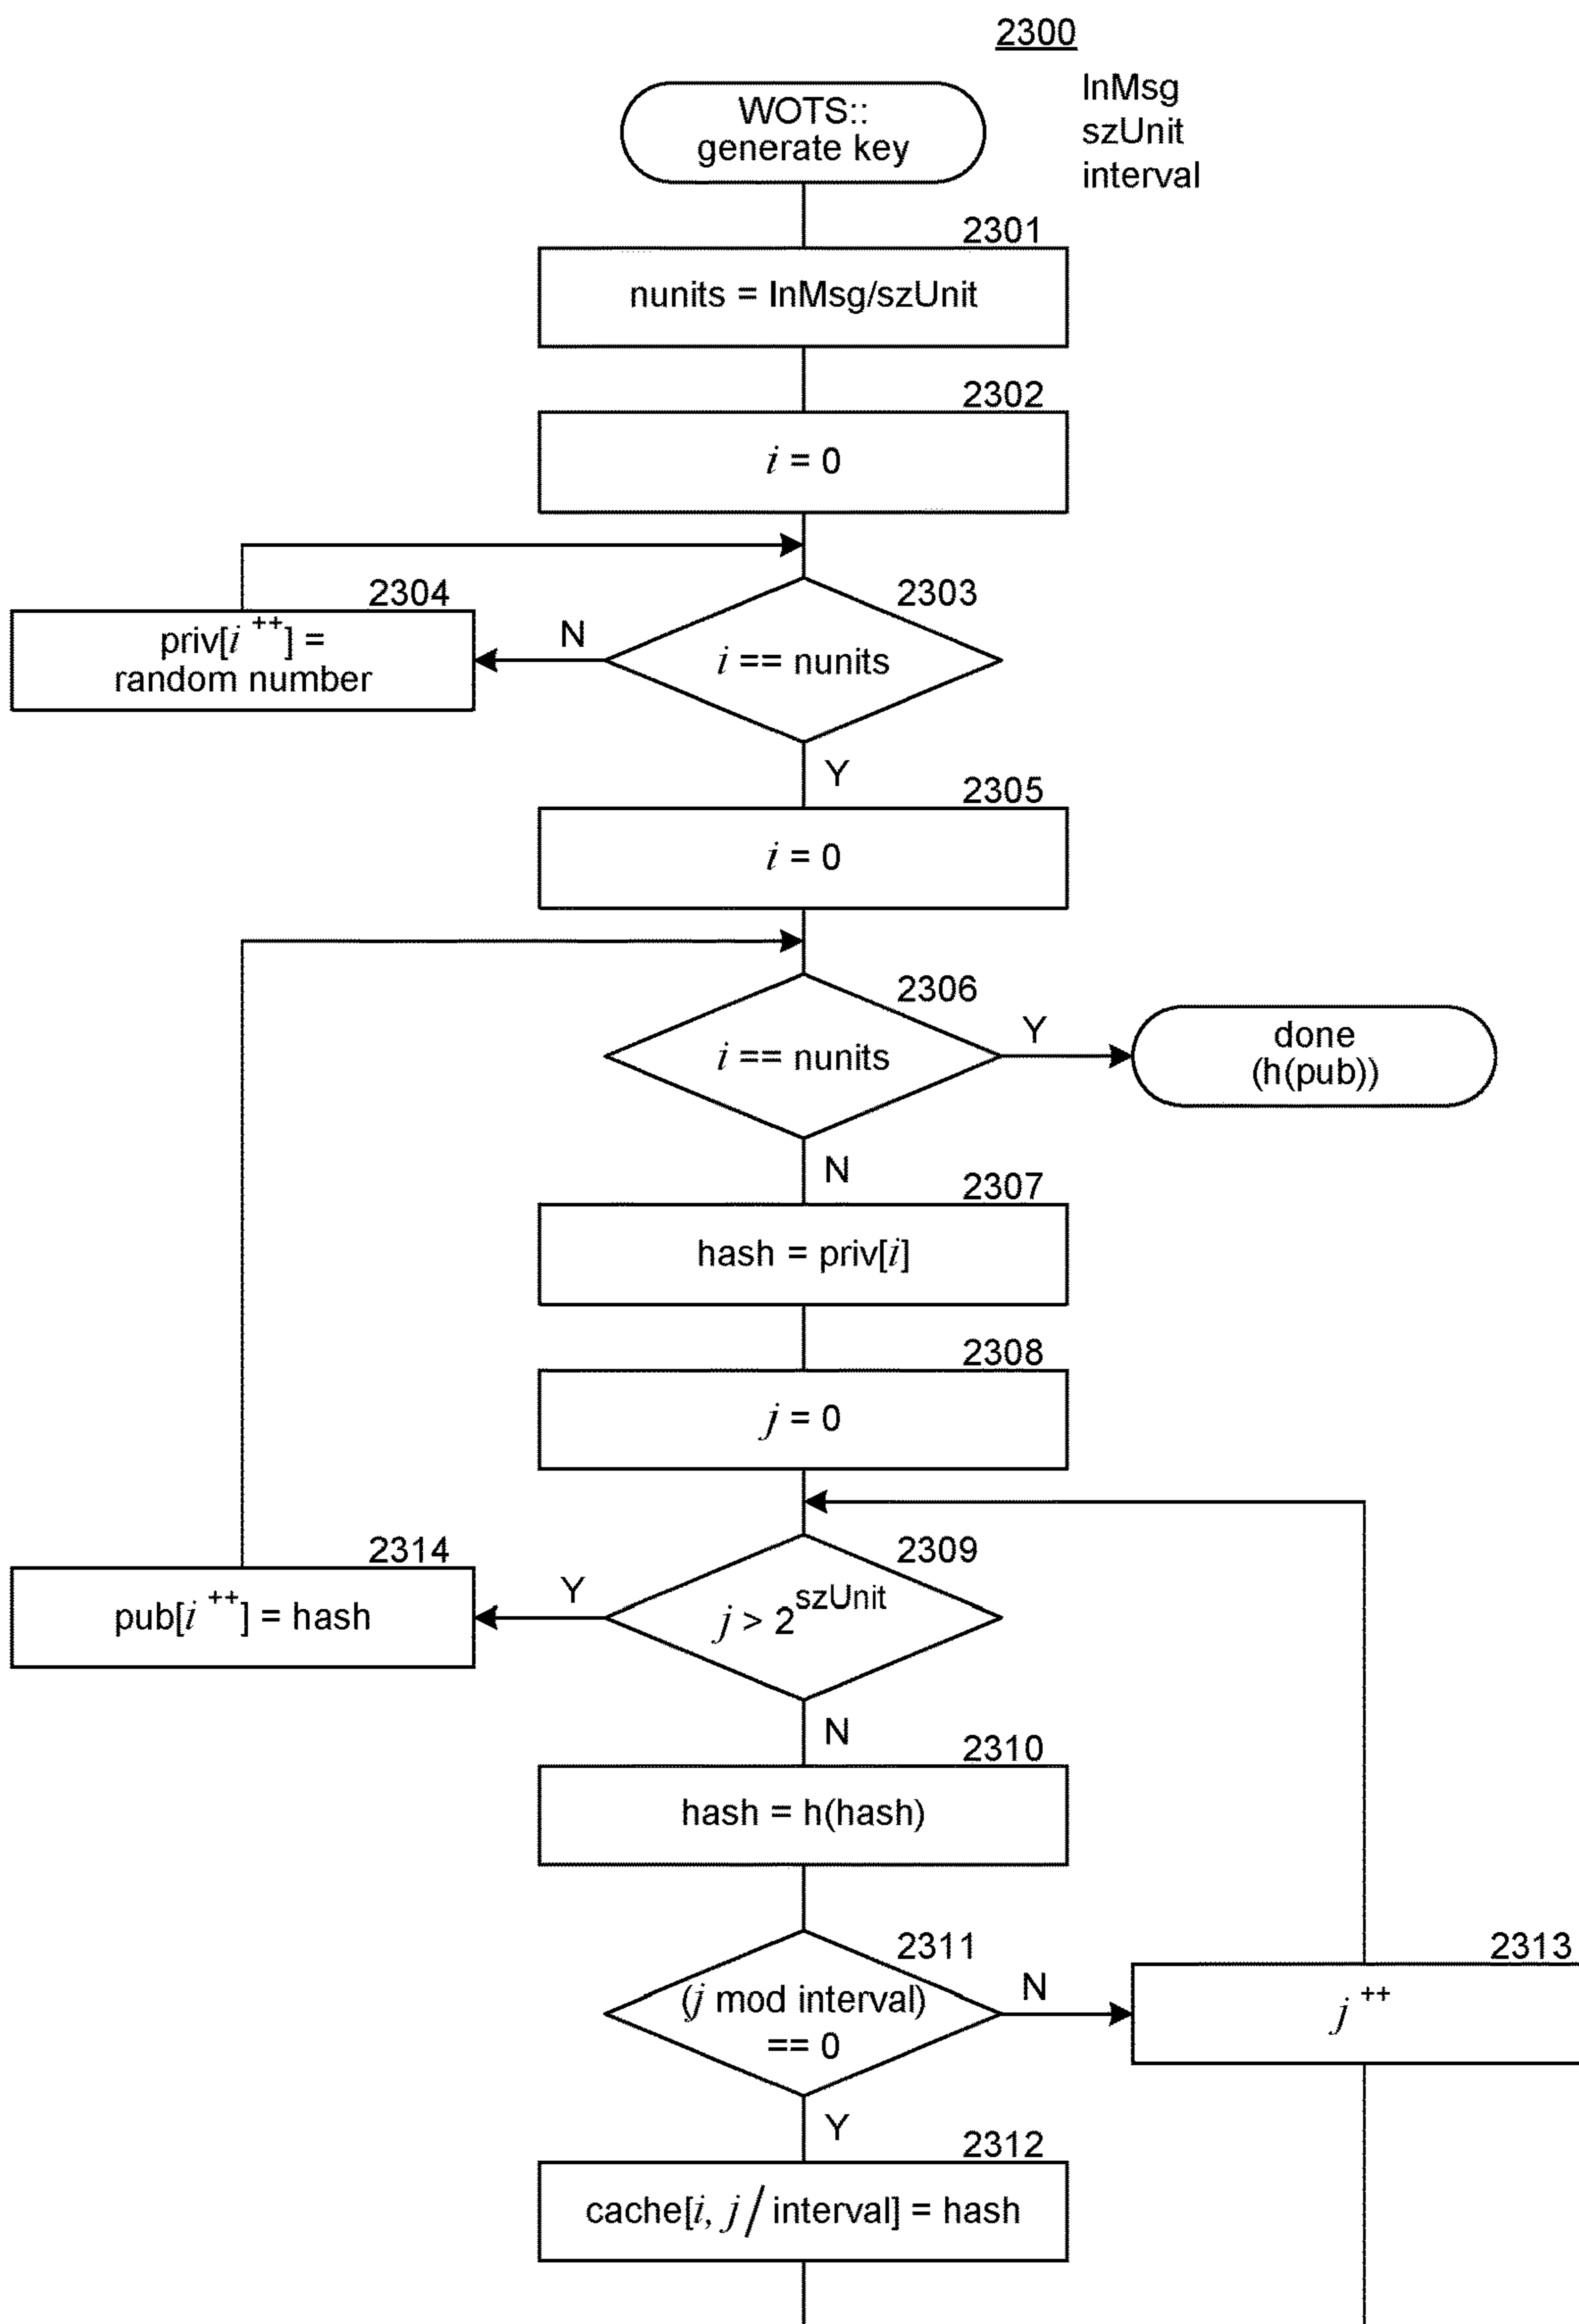 2300
lnMsg
szUnit
interval
WOTS::
generate key
2301
nunits = lnMsg/szUnit
2302
i = 0
2303
i == nunits
N
2304
priv[i ++] =
random number
Y
2305
i = 0
2306
i == nunits
Y
done
(h(pub))
N
2307
hash = priv[i]
2308
j = 0
2309
j > 2^szUnit
Y
2314
pub[i ++] = hash
N
2310
hash = h(hash)
2311
(j mod interval)
== 0
N
2313
j ++
Y
2312
cache[i, j/interval] = hash